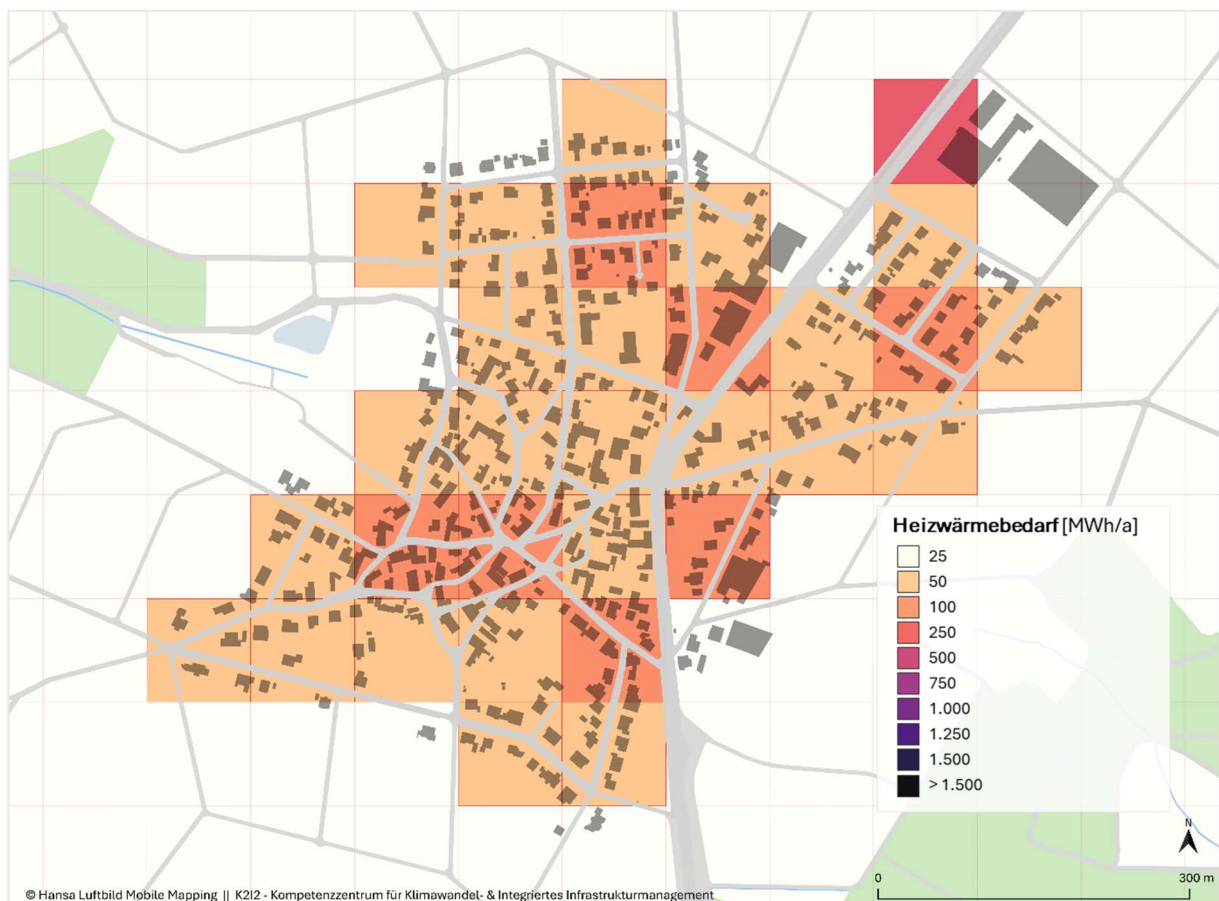 Heizwärmebedarf [MWh/a]
25
50
100
250
500
750
1.000
1.250
1.500
> 1.500
N
0 300 m
© Hansa Luftbild Mobile Mapping || K2I2 - Kompetenzzentrum für Klimawandel- & Integriertes Infrastrukturmanagement